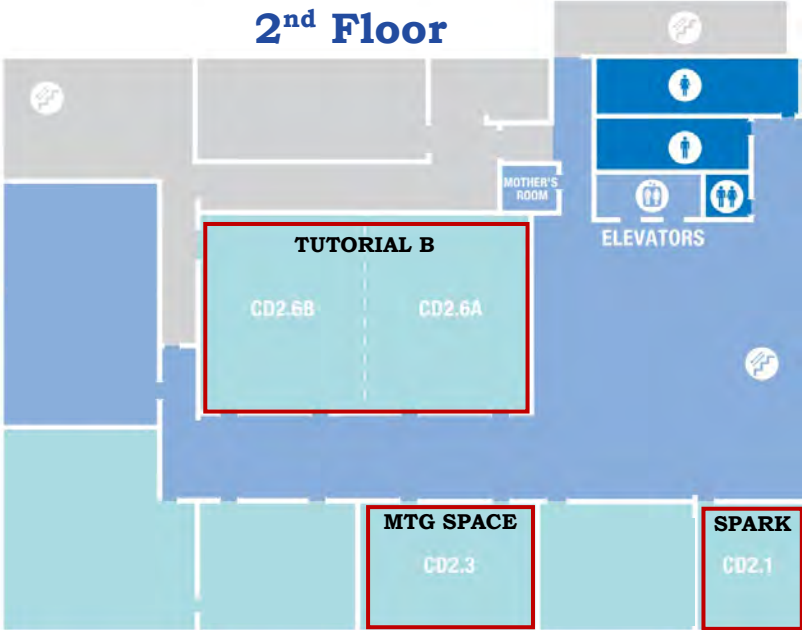 2nd Floor
MOTHER'S
ROOM
ELEVATORS
TUTORIAL B
CD2.6B
CD2.6A
MTG SPACE
CD2.3
SPARK
CD2.1